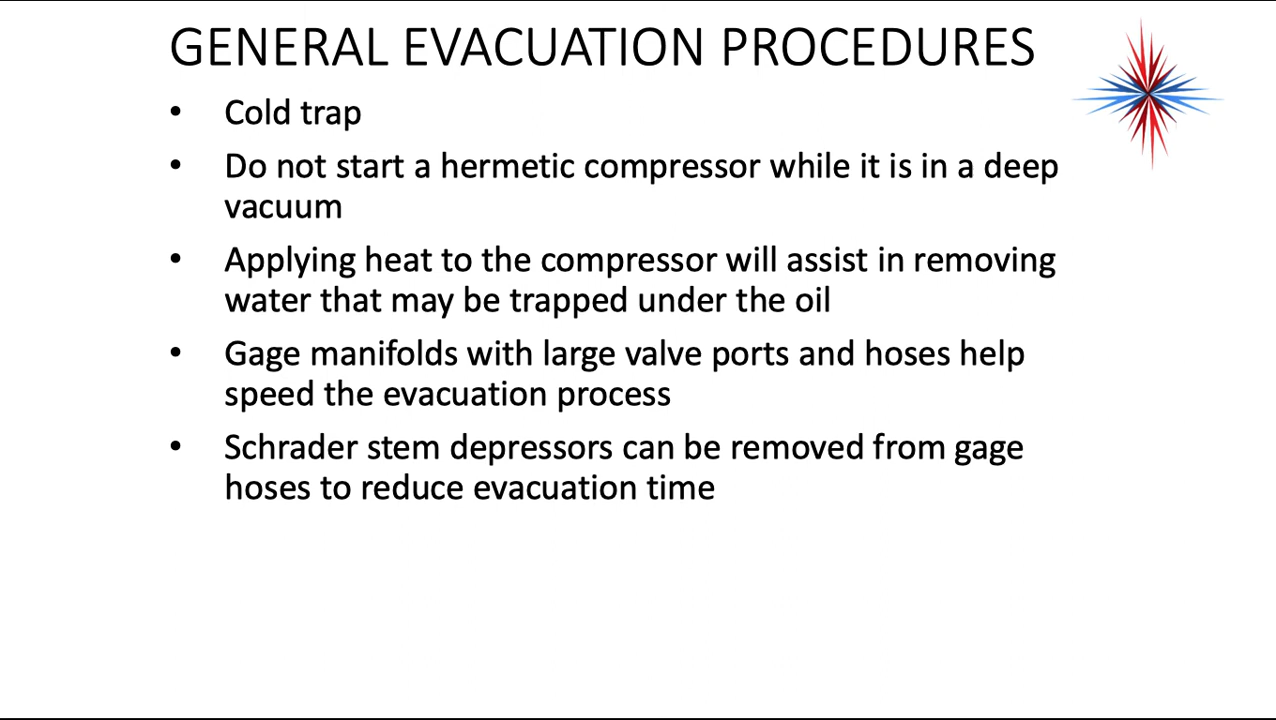 GENERAL EVACUATION PROCEDURES
• Cold trap
• Do not start a hermetic compressor while it is in a deep
vacuum
• Applying heat to the compressor will assist in removing
water that may be trapped under the oil
• Gage manifolds with large valve ports and hoses help
speed the evacuation process
• Schrader stem depressors can be removed from gage
hoses to reduce evacuation time